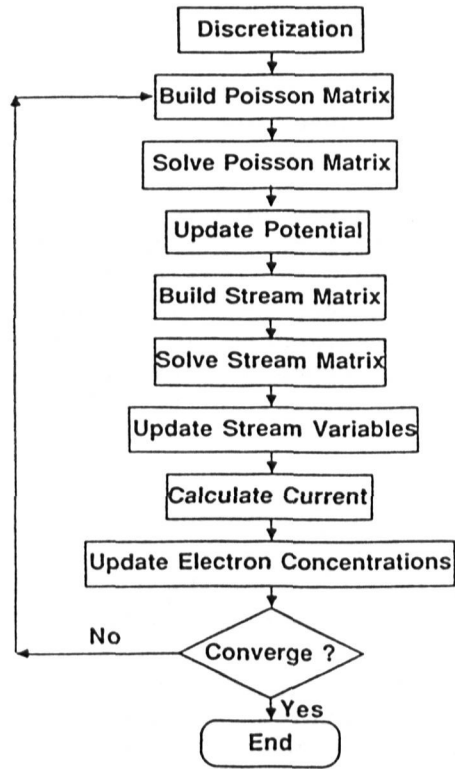 Discretization
Build Poisson Matrix
Solve Poisson Matrix
Update Potential
Build Stream Matrix
Solve Stream Matrix
Update Stream Variables
Calculate Current
Update Electron Concentrations
No
Converge ?
Yes
End